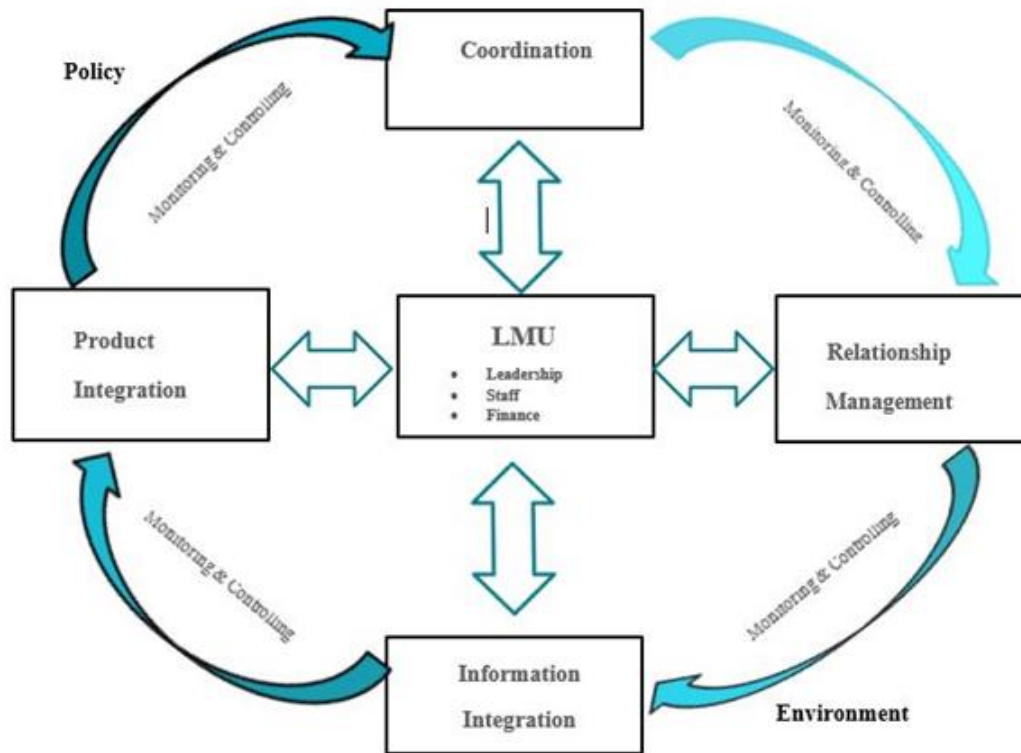 Coordination
Policy
Monitoring & Controlling
Monitoring & Controlling
Product
Integration
LMU
• Leadership
• Staff
• Finance
Relationship
Management
Monitoring & Controlling
Monitoring & Controlling
Information
Integration
Environment